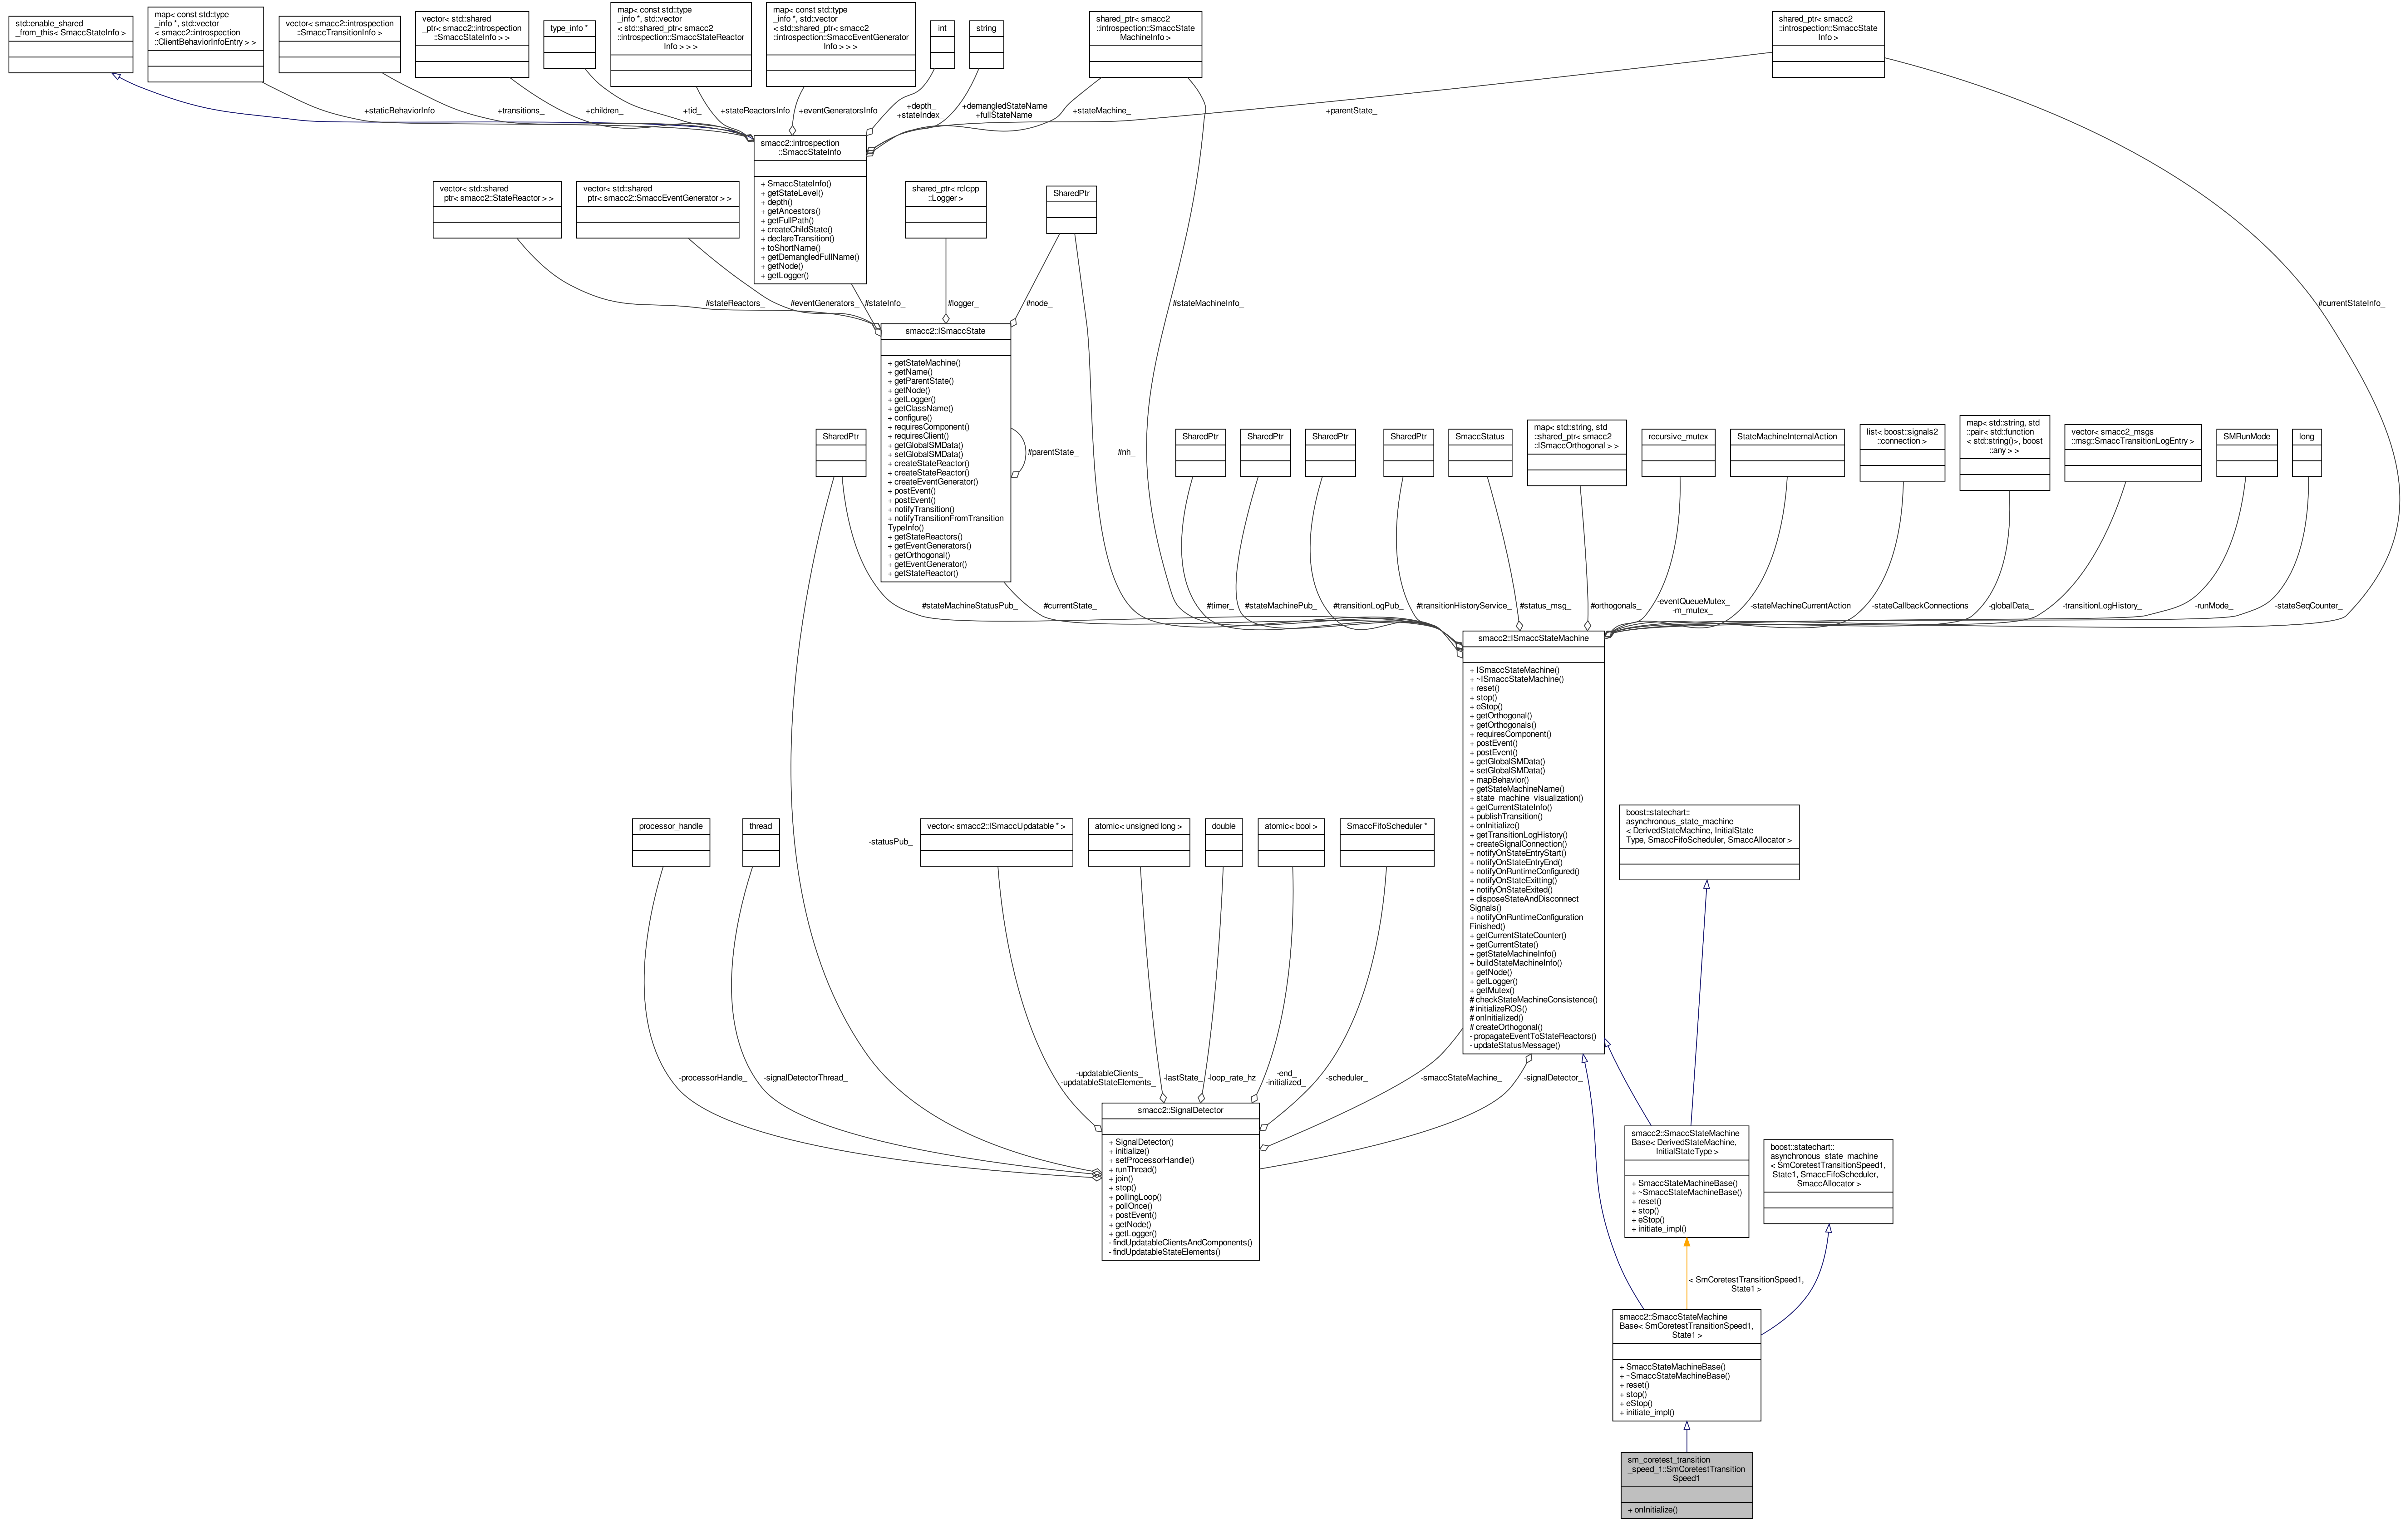 std::enable_shared
_from_this< SmaccStateInfo >
map< const std::type
_info *, std::vector
< smacc2::introspection
::ClientBehaviorInfoEntry > >
vector< smacc2::introspection
::SmaccTransitionInfo >
vector< std::shared
_ptr< smacc2::introspection
::SmaccStateInfo > >
type_info *
map< const std::type
_info *, std::vector
< std::shared_ptr< smacc2
::introspection::SmaccStateReactor
Info > > >
map< const std::type
_info *, std::vector
< std::shared_ptr< smacc2
::introspection::SmaccEventGenerator
Info > > >
int
string
shared_ptr< smacc2
::introspection::SmaccState
MachineInfo >
shared_ptr< smacc2
::introspection::SmaccState
Info >
+staticBehaviorInfo
+transitions_
+children_
+tid_
+stateReactorsInfo
+eventGeneratorsInfo
+depth_
+stateIndex_
+demangledStateName
+fullStateName
+stateMachine_
+parentState_
smacc2::introspection
::SmaccStateInfo
+ SmaccStateInfo()
+ getStateLevel()
+ depth()
+ getAncestors()
+ getFullPath()
+ createChildState()
+ declareTransition()
+ toShortName()
+ getDemangledFullName()
+ getNode()
+ getLogger()
vector< std::shared
_ptr< smacc2::StateReactor > >
vector< std::shared
_ptr< smacc2::SmaccEventGenerator > >
shared_ptr< rclcpp
::Logger >
SharedPtr
#stateReactors_
#eventGenerators_
#stateInfo_
#logger_
#node_
#stateMachineInfo_
#currentStateInfo_
smacc2::ISmaccState
+ getStateMachine()
+ getName()
+ getParentState()
+ getNode()
+ getLogger()
+ getClassName()
+ configure()
+ requiresComponent()
+ requiresClient()
+ getGlobalSMData()
+ setGlobalSMData()
+ createStateReactor()
+ createStateReactor()
+ createEventGenerator()
+ postEvent()
+ postEvent()
+ notifyTransition()
+ notifyTransitionFromTransition
TypeInfo()
+ getStateReactors()
+ getEventGenerators()
+ getOrthogonal()
+ getEventGenerator()
+ getStateReactor()
#parentState_
#nh_
SharedPtr
SharedPtr
SharedPtr
SharedPtr
SharedPtr
SmaccStatus
map< std::string, std
::shared_ptr< smacc2
::ISmaccOrthogonal > >
recursive_mutex
StateMachineInternalAction
list< boost::signals2
::connection >
map< std::string, std
::pair< std::function
< std::string()>, boost
::any > >
vector< smacc2_msgs
::msg::SmaccTransitionLogEntry >
SMRunMode
long
#stateMachineStatusPub_
#currentState_
#timer_
#stateMachinePub_
#transitionLogPub_
#transitionHistoryService_
#status_msg_
#orthogonals_
-eventQueueMutex_
-m_mutex_
-stateMachineCurrentAction
-stateCallbackConnections
-globalData_
-transitionLogHistory_
-runMode_
-stateSeqCounter_
smacc2::ISmaccStateMachine
+ ISmaccStateMachine()
+ ~ISmaccStateMachine()
+ reset()
+ stop()
+ eStop()
+ getOrthogonal()
+ getOrthogonals()
+ requiresComponent()
+ postEvent()
+ postEvent()
+ getGlobalSMData()
+ setGlobalSMData()
+ mapBehavior()
+ getStateMachineName()
+ state_machine_visualization()
+ getCurrentStateInfo()
+ publishTransition()
+ onInitialize()
+ getTransitionLogHistory()
+ createSignalConnection()
+ notifyOnStateEntryStart()
+ notifyOnStateEntryEnd()
+ notifyOnRuntimeConfigured()
+ notifyOnStateExitting()
+ notifyOnStateExited()
+ disposeStateAndDisconnect
Signals()
+ notifyOnRuntimeConfiguration
Finished()
+ getCurrentStateCounter()
+ getCurrentState()
+ getStateMachineInfo()
+ buildStateMachineInfo()
+ getNode()
+ getLogger()
+ getMutex()
# checkStateMachineConsistence()
# initializeROS()
# onInitialized()
# createOrthogonal()
- propagateEventToStateReactors()
- updateStatusMessage()
processor_handle
thread
-statusPub_
vector< smacc2::ISmaccUpdatable * >
atomic< unsigned long >
double
atomic< bool >
SmaccFifoScheduler *
boost::statechart::
asynchronous_state_machine
< DerivedStateMachine, InitialState
Type, SmaccFifoScheduler, SmaccAllocator >
-processorHandle_
-signalDetectorThread_
-updatableClients_
-updatableStateElements_
-lastState_
-loop_rate_hz
-end_
-initialized_
-scheduler_
-smaccStateMachine_
-signalDetector_
smacc2::SignalDetector
+ SignalDetector()
+ initialize()
+ setProcessorHandle()
+ runThread()
+ join()
+ stop()
+ pollingLoop()
+ pollOnce()
+ postEvent()
+ getNode()
+ getLogger()
- findUpdatableClientsAndComponents()
- findUpdatableStateElements()
smacc2::SmaccStateMachine
Base< DerivedStateMachine,
InitialStateType >
+ SmaccStateMachineBase()
+ ~SmaccStateMachineBase()
+ reset()
+ stop()
+ eStop()
+ initiate_impl()
boost::statechart::
asynchronous_state_machine
< SmCoretestTransitionSpeed1,
State1, SmaccFifoScheduler,
SmaccAllocator >
< SmCoretestTransitionSpeed1,
State1 >
smacc2::SmaccStateMachine
Base< SmCoretestTransitionSpeed1,
State1 >
+ SmaccStateMachineBase()
+ ~SmaccStateMachineBase()
+ reset()
+ stop()
+ eStop()
+ initiate_impl()
sm_coretest_transition
_speed_1::SmCoretestTransition
Speed1
+ onInitialize()